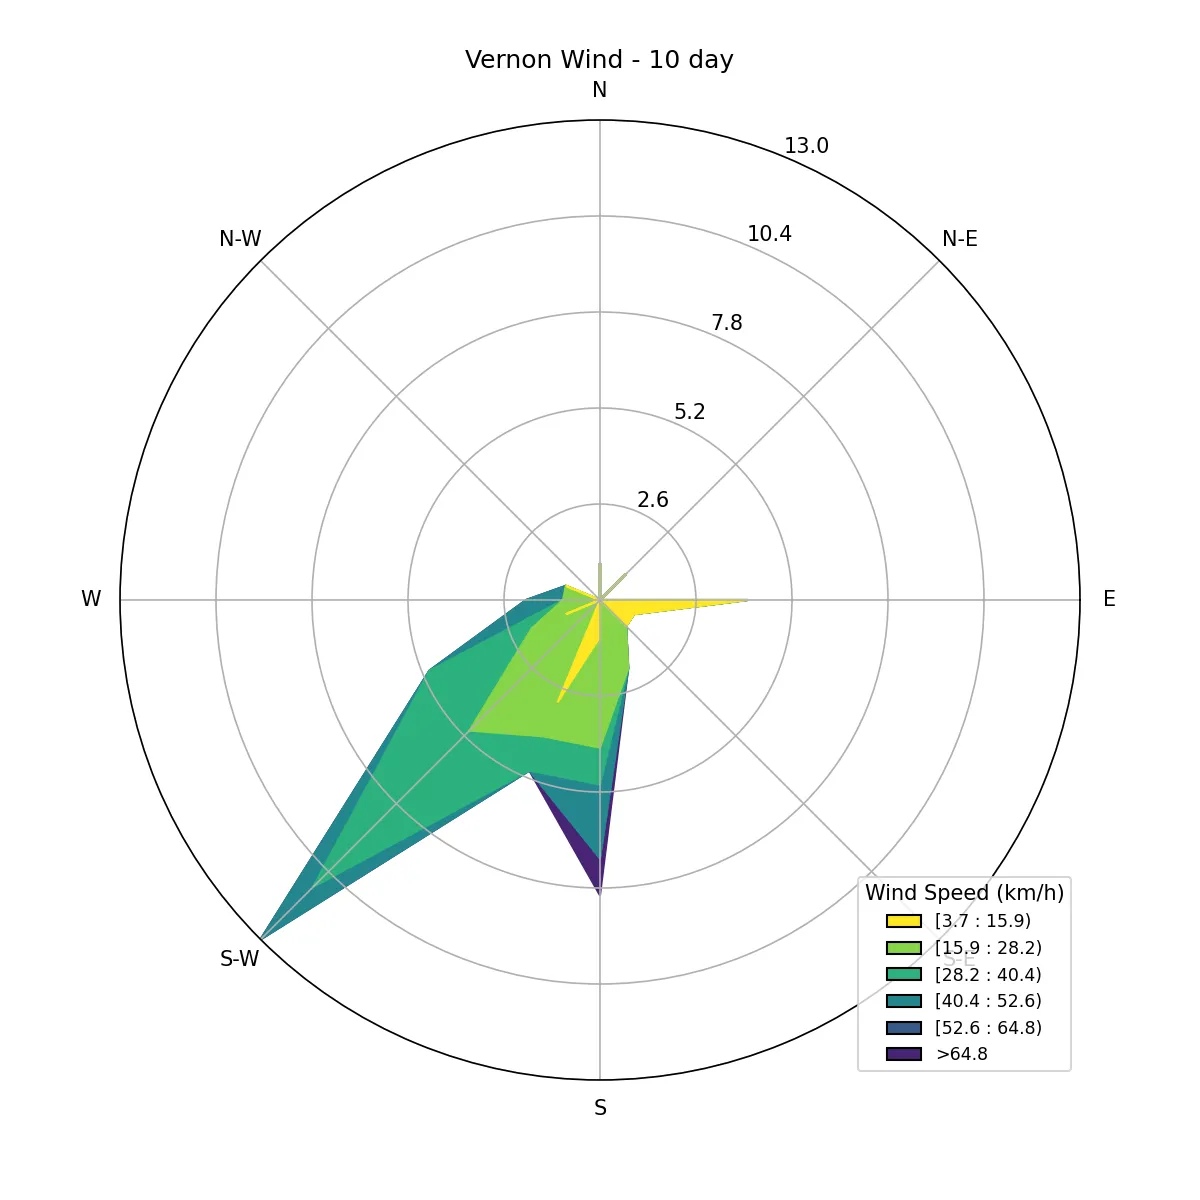 Vernon Wind - 10 day
N
13.0
N-W
N-E
10.4
7.8
5.2
2.6
W
E
S-W
S-E
S
Wind Speed (km/h)
[3.7 : 15.9)
[15.9 : 28.2)
[28.2 : 40.4)
[40.4 : 52.6)
[52.6 : 64.8)
>64.8